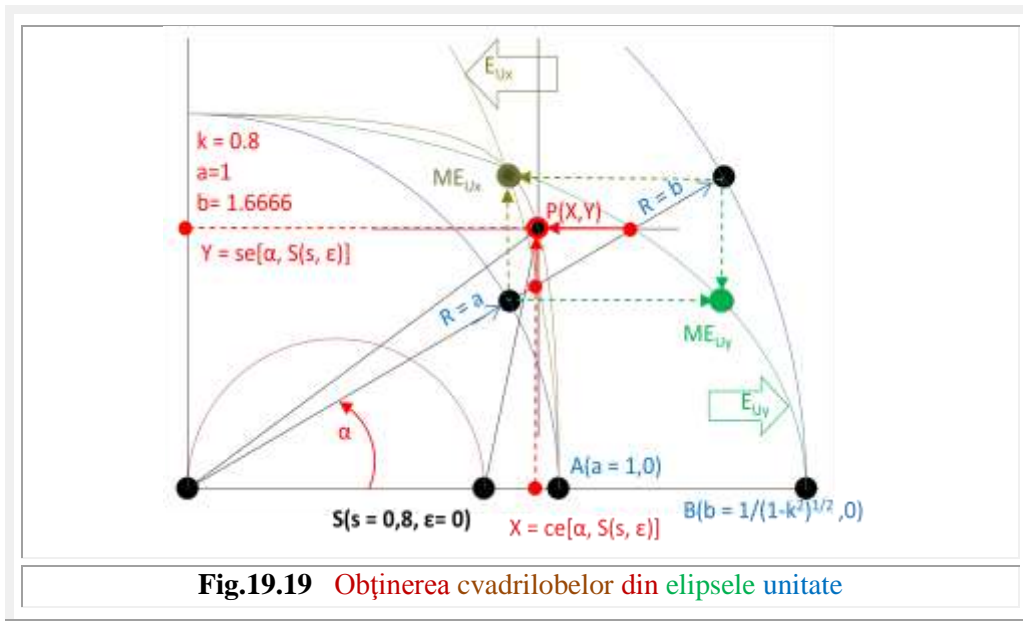 E_Ux
k = 0.8
a=1
b= 1.6666
ME_Ux
R = b
P(X,Y)
Y = se[α, S(s, ε)]
R = a
ME_Uy
E_Uy
α
A(a = 1,0)
S(s = 0,8, ε= 0)
X = ce[α, S(s, ε)]
B(b = 1/(1-k²)^1/2 ,0)
Fig.19.19 Obţinerea cvadrilobelor din elipsele unitate